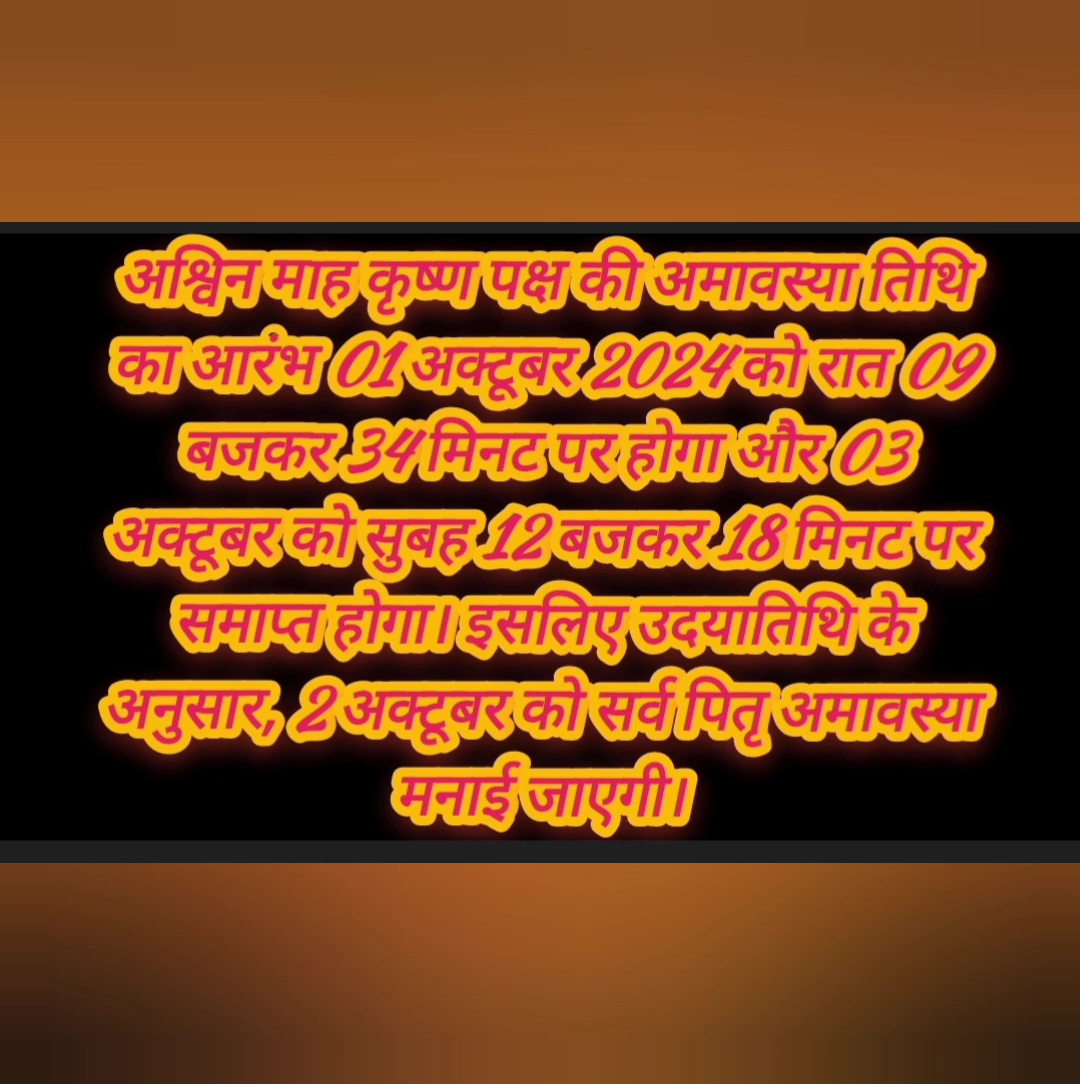 अश्विन माह कृष्ण पक्ष की अमावस्या तिथि
का आरंभ 01 अक्टूबर 2024 को रात 09
बजकर 34 मिनट पर होगा और 03
अक्टूबर को सुबह 12 बजकर 18 मिनट पर
समाप्त होगा। इसलिए उदयातिथि के
अनुसार, 2 अक्टूबर को सर्व पितृ अमावस्या
मनाई जाएगी।